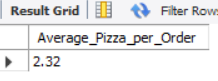 Result Grid Filter Rows
Average_Pizza_per_Order
2.32